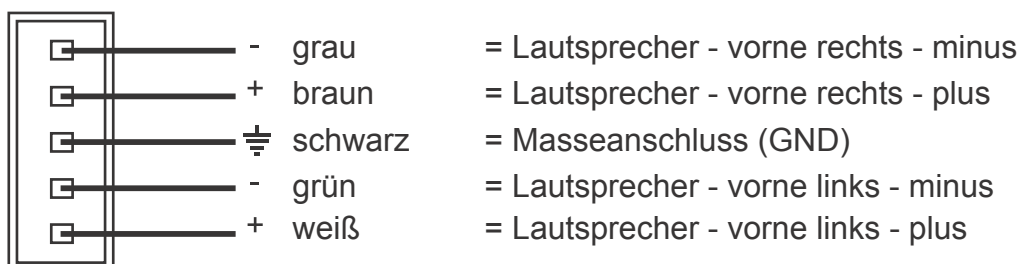 - grau = Lautsprecher - vorne rechts - minus
+ braun = Lautsprecher - vorne rechts - plus
schwarz = Masseanschluss (GND)
- grün = Lautsprecher - vorne links - minus
+ weiß = Lautsprecher - vorne links - plus